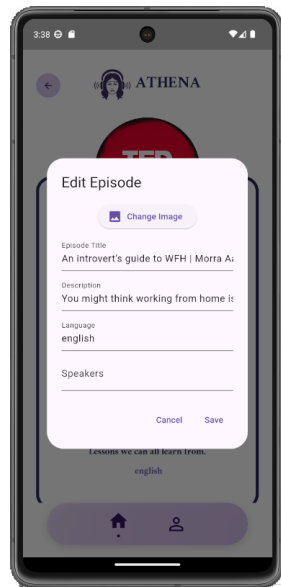 3:38
ATHENA
TED
Edit Episode
Change Image
Episode Title
An introvert's guide to WFH | Morra Aa
Description
You might think working from home is
Language
english
Speakers
Cancel Save
Lessons we can all learn from.
english